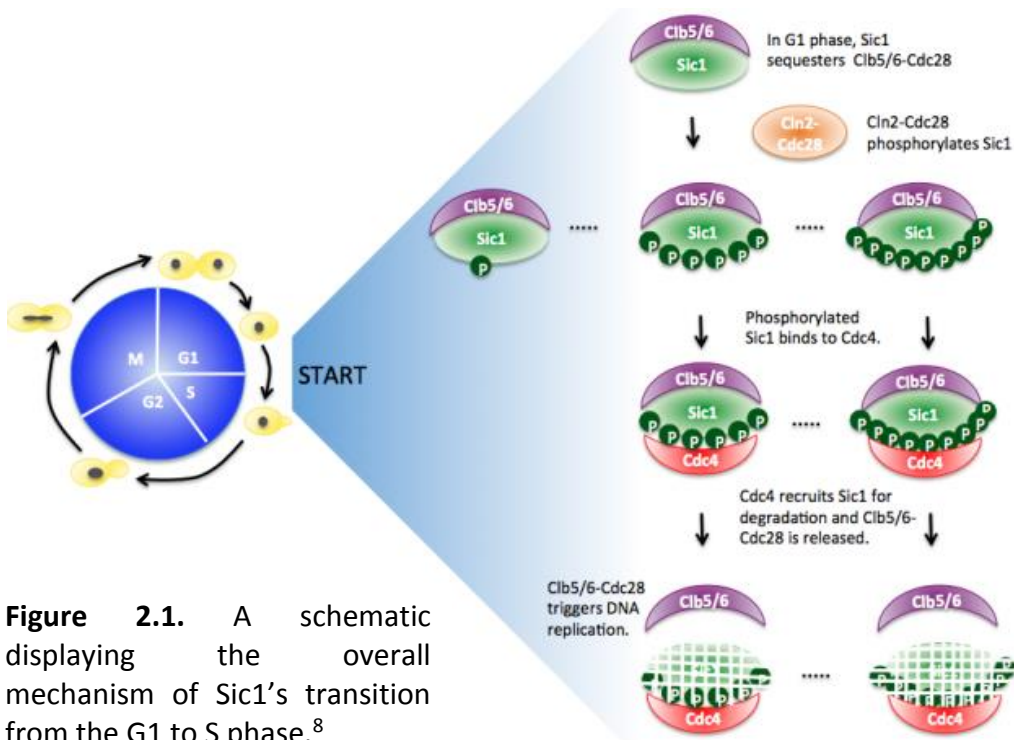 Clb5/6
Sic1
In G1 phase, Sic1
sequesters Clb5/6-Cdc28
Cln2-
Cdc28
Cln2-Cdc28
phosphorylates Sic1
Clb5/6
Sic1
P
.....
Clb5/6
Sic1
P P P P P P
.....
Clb5/6
Sic1
P P P P P P P P P
Phosphorylated
Sic1 binds to Cdc4.
M
G1
G2
S
START
Clb5/6
Sic1
P P P P P P
Cdc4
.....
Clb5/6
Sic1
P P P P P P P P P
Cdc4
Cdc4 recruits Sic1 for
degradation and Clb5/6-
Cdc28 is released.
Clb5/6-Cdc28
triggers DNA
replication.
Clb5/6
P P P P P P
Cdc4
.....
Clb5/6
Cdc4
Figure 2.1. A schematic
displaying the overall
mechanism of Sic1's transition
from the G1 to S phase.8